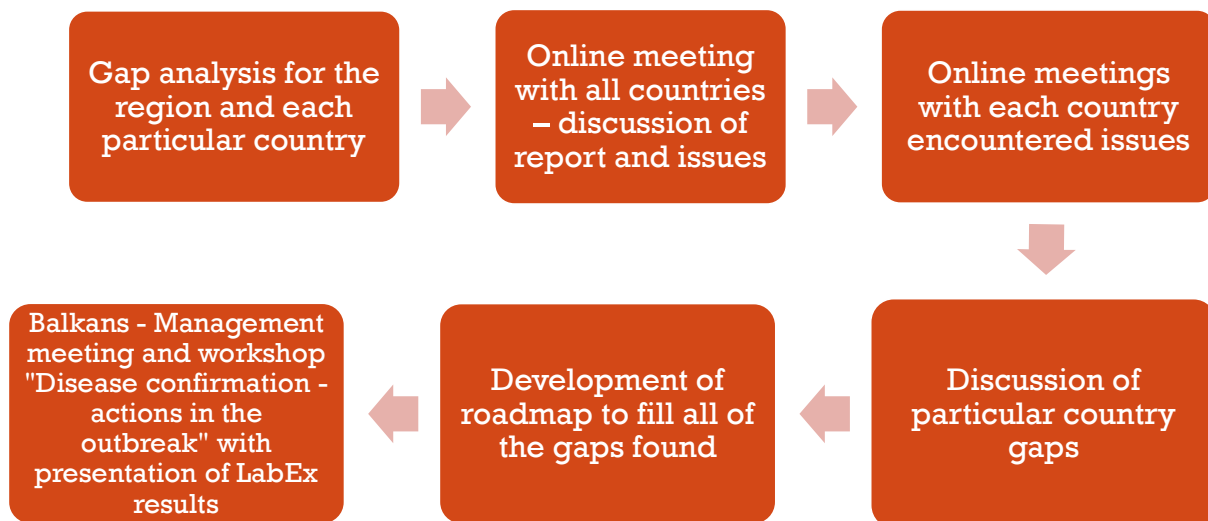 Gap analysis for the
region and each
particular country
Online meeting
with all countries
– discussion of
report and issues
Online meetings
with each country
encountered issues
Discussion of
particular country
gaps
Development of
roadmap to fill all of
the gaps found
Balkans - Management
meeting and workshop
"Disease confirmation -
actions in the
outbreak" with
presentation of LabEx
results